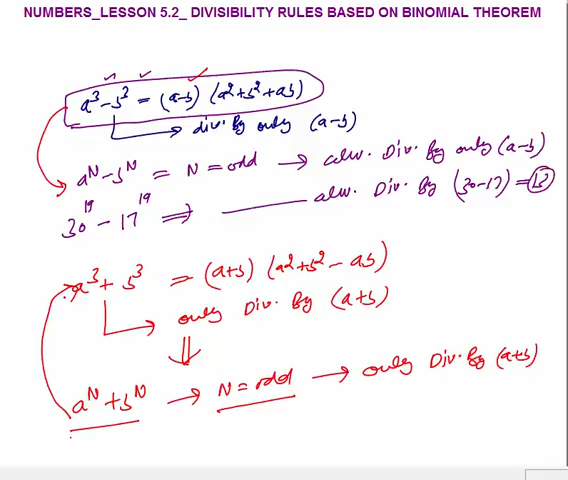 NUMBERS_LESSON 5.2_ DIVISIBILITY RULES BASED ON BINOMIAL THEOREM
a³ - b³ = (a-b) (a²+b²+ab)
div. by only (a-b)
aᴺ - bᴺ = N = odd → alw. Div. By only (a-b)
30¹⁹ - 17¹⁹ ⇒ alw. Div. By (30-17) = 13
a³ + b³ = (a+b) (a²+b² - ab)
→ only Div. By (a+b)
⇓
aᴺ + bᴺ → N = odd → only Div. By (a+b)